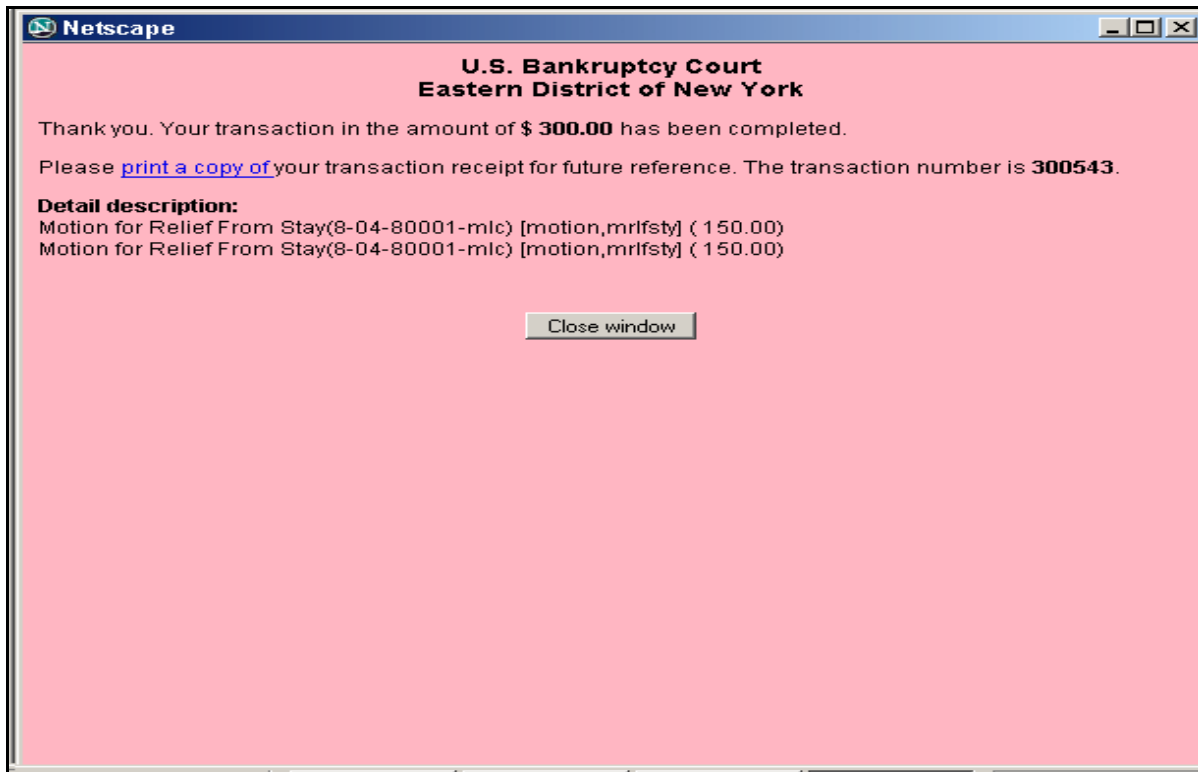 Netscape
U.S. Bankruptcy Court
Eastern District of New York
Thank you. Your transaction in the amount of $ 300.00 has been completed.
Please print a copy of your transaction receipt for future reference. The transaction number is 300543.
Detail description:
Motion for Relief From Stay(8-04-80001-mlc) [motion,mrlfsty] ( 150.00)
Motion for Relief From Stay(8-04-80001-mlc) [motion,mrlfsty] ( 150.00)
Close window